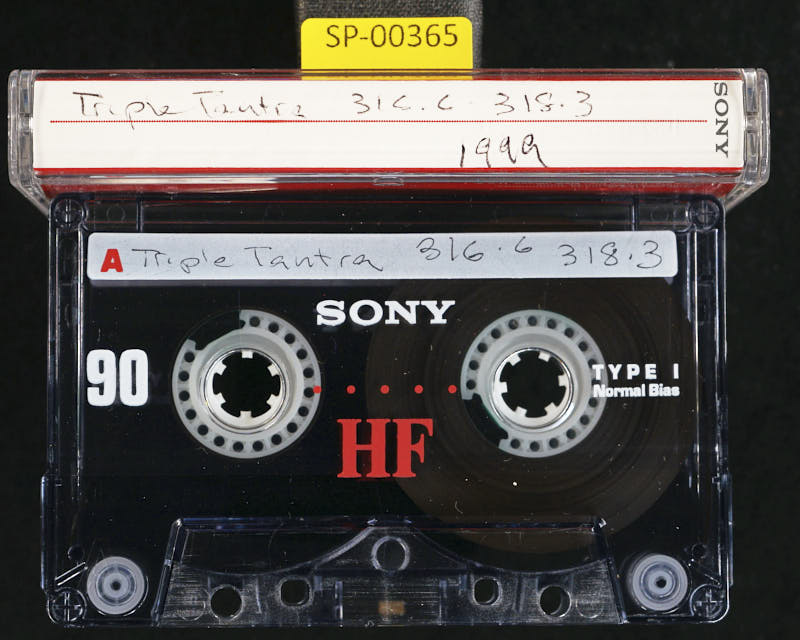 SP-00365
Triple Tantra 316.6 318.3
1999
SONY
A Triple Tantra 316.6 318.3
SONY
90
TYPE I
Normal Bias
HF